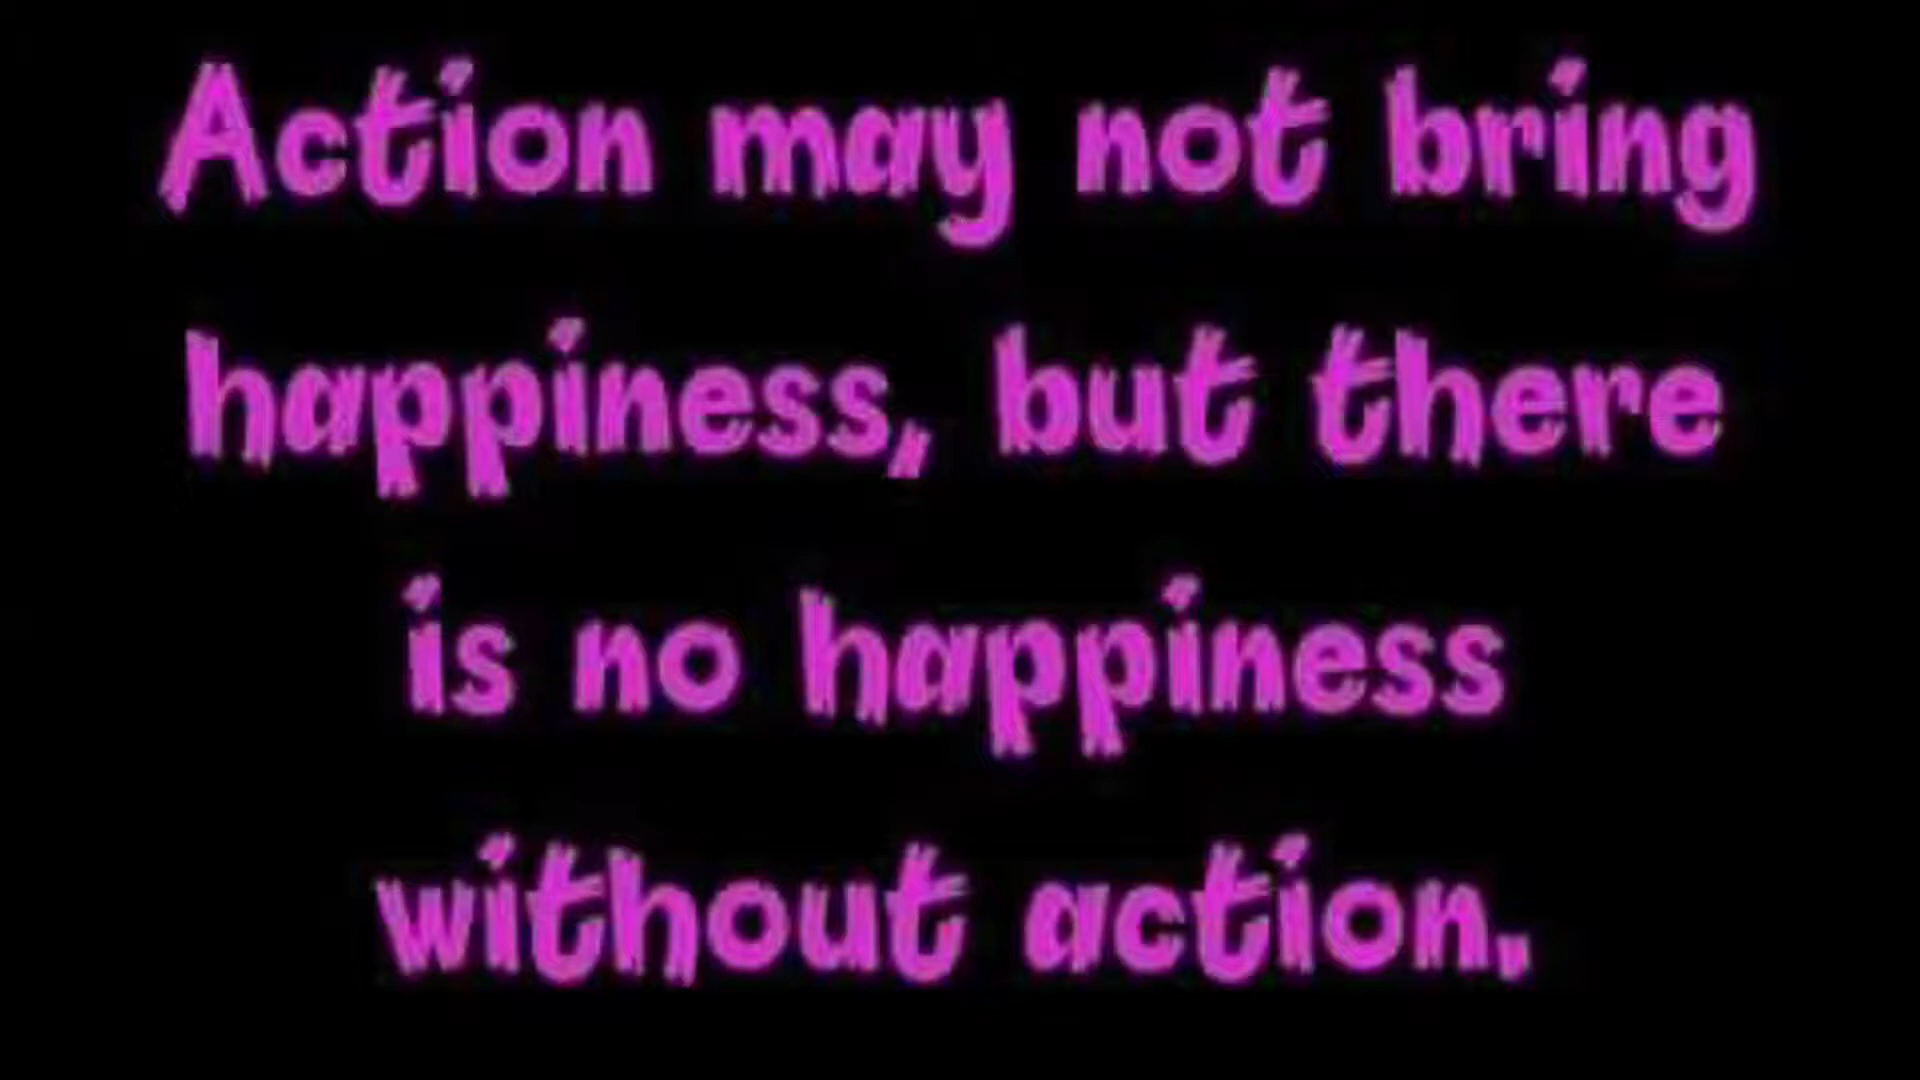 Action may not bring
happiness, but there
is no happiness
without action.